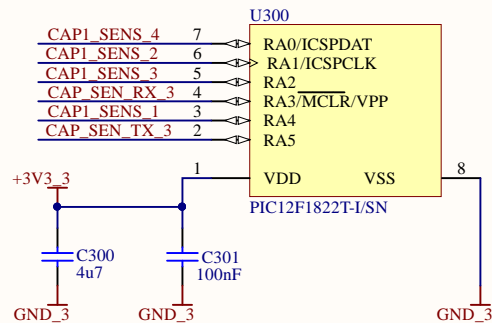 U300
CAP1_SENS_4 7 RA0/ICSPDAT
CAP1_SENS_2 6 RA1/ICSPCLK
CAP1_SENS_3 5 RA2
CAP_SEN_RX_3 4 RA3/MCLR/VPP
CAP1_SENS_1 3 RA4
CAP_SEN_TX_3 2 RA5
1 VDD VSS 8
+3V3_3
PIC12F1822T-I/SN
C300
4u7
C301
100nF
GND_3
GND_3
GND_3